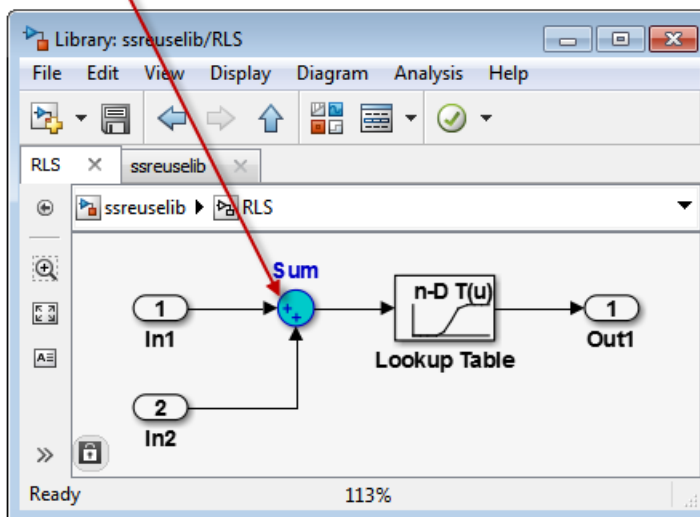 Library: ssreuselib/RLS
File Edit View Display Diagram Analysis Help
RLS ssreuselib
ssreuselib RLS
Sum
1
In1
++
n-D T(u)
Lookup Table
1
Out1
2
In2
Ready 113%